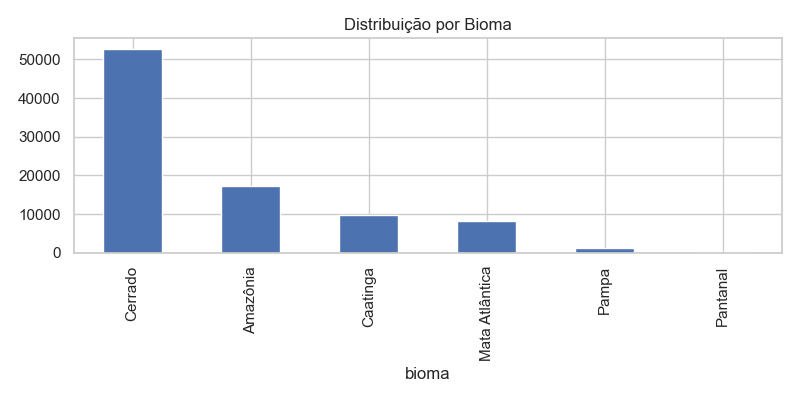 Distribuição por Bioma
50000
40000
30000
20000
10000
0
Cerrado
Amazônia
Caatinga
Mata Atlântica
Pampa
Pantanal
bioma